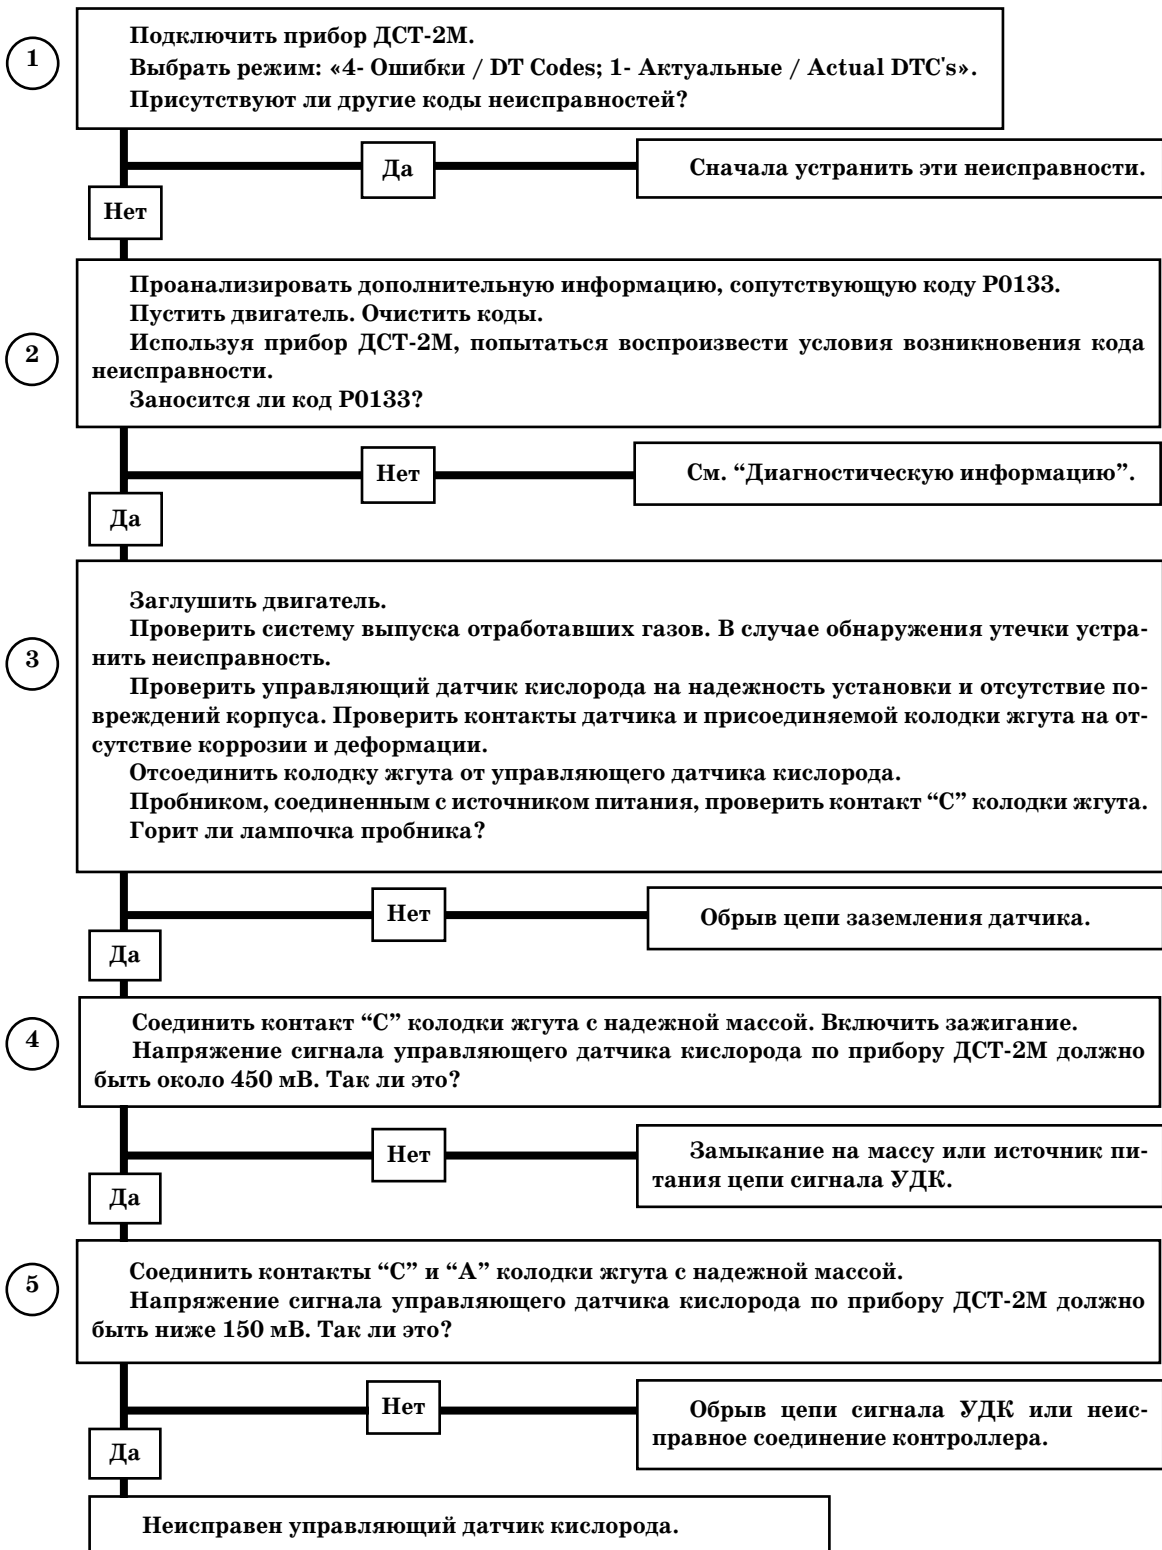 1
Подключить прибор ДСТ-2М.
Выбрать режим: «4- Ошибки / DT Codes; 1- Актуальные / Actual DTC's».
Присутствуют ли другие коды неисправностей?
Да
Сначала устранить эти неисправности.
Нет
2
Проанализировать дополнительную информацию, сопутствующую коду Р0133.
Пустить двигатель. Очистить коды.
Используя прибор ДСТ-2М, попытаться воспроизвести условия возникновения кода
неисправности.
Заносится ли код Р0133?
Нет
См. “Диагностическую информацию”.
Да
3
Заглушить двигатель.
Проверить систему выпуска отработавших газов. В случае обнаружения утечки устра-
нить неисправность.
Проверить управляющий датчик кислорода на надежность установки и отсутствие по-
вреждений корпуса. Проверить контакты датчика и присоединяемой колодки жгута на от-
сутствие коррозии и деформации.
Отсоединить колодку жгута от управляющего датчика кислорода.
Пробником, соединенным с источником питания, проверить контакт “С” колодки жгута.
Горит ли лампочка пробника?
Нет
Обрыв цепи заземления датчика.
Да
4
Соединить контакт “С” колодки жгута с надежной массой. Включить зажигание.
Напряжение сигнала управляющего датчика кислорода по прибору ДСТ-2М должно
быть около 450 мВ. Так ли это?
Нет
Замыкание на массу или источник пи-
тания цепи сигнала УДК.
Да
5
Соединить контакты “С” и “А” колодки жгута с надежной массой.
Напряжение сигнала управляющего датчика кислорода по прибору ДСТ-2М должно
быть ниже 150 мВ. Так ли это?
Нет
Обрыв цепи сигнала УДК или неис-
правное соединение контроллера.
Да
Неисправен управляющий датчик кислорода.